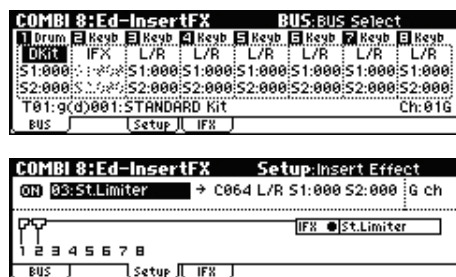 COMBI 8:Ed-InsertFX BUS:BUS Select
1 Drum 2 Keyb 3 Keyb 4 Keyb 5 Keyb 6 Keyb 7 Keyb 8 Keyb
DKit IFX L/R L/R L/R L/R L/R L/R
S1:000 S1:000 S1:000 S1:000 S1:000 S1:000 S1:000
S2:000 S2:000 S2:000 S2:000 S2:000 S2:000 S2:000
T01:g(d)001:STANDARD Kit Ch:01G
BUS Setup IFX
COMBI 8:Ed-InsertFX Setup:Insert Effect
ON 03:St.Limiter → C064 L/R S1:000 S2:000 G ch
IFX ●St.Limiter
1 2 3 4 5 6 7 8
BUS Setup IFX